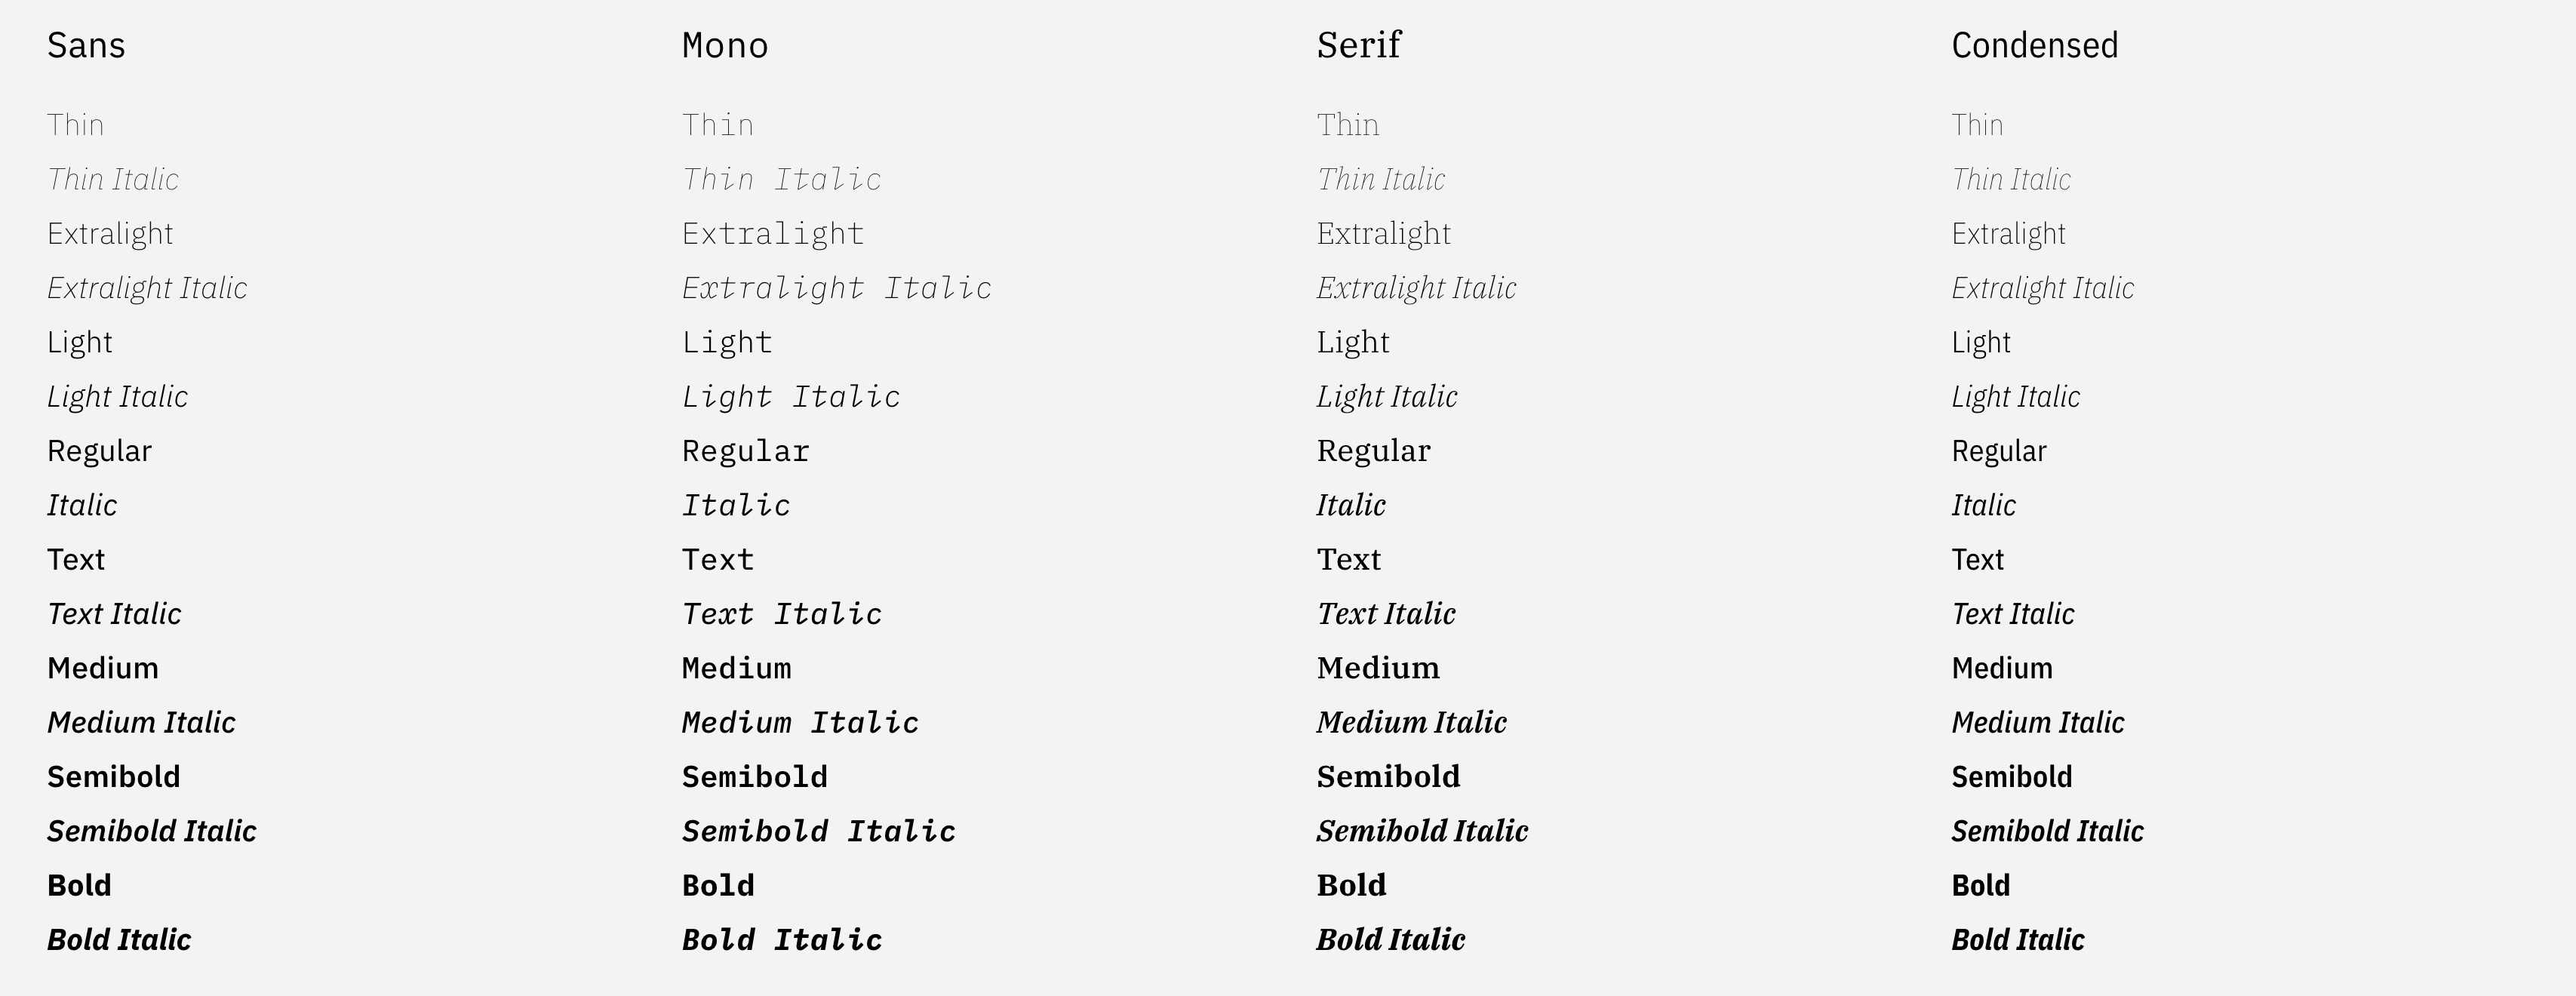 Sans
Thin
Thin Italic
Extralight
Extralight Italic
Light
Light Italic
Regular
Italic
Text
Text Italic
Medium
Medium Italic
Semibold
Semibold Italic
Bold
Bold Italic
Mono
Thin
Thin Italic
Extralight
Extralight Italic
Light
Light Italic
Regular
Italic
Text
Text Italic
Medium
Medium Italic
Semibold
Semibold Italic
Bold
Bold Italic
Serif
Thin
Thin Italic
Extralight
Extralight Italic
Light
Light Italic
Regular
Italic
Text
Text Italic
Medium
Medium Italic
Semibold
Semibold Italic
Bold
Bold Italic
Condensed
Thin
Thin Italic
Extralight
Extralight Italic
Light
Light Italic
Regular
Italic
Text
Text Italic
Medium
Medium Italic
Semibold
Semibold Italic
Bold
Bold Italic